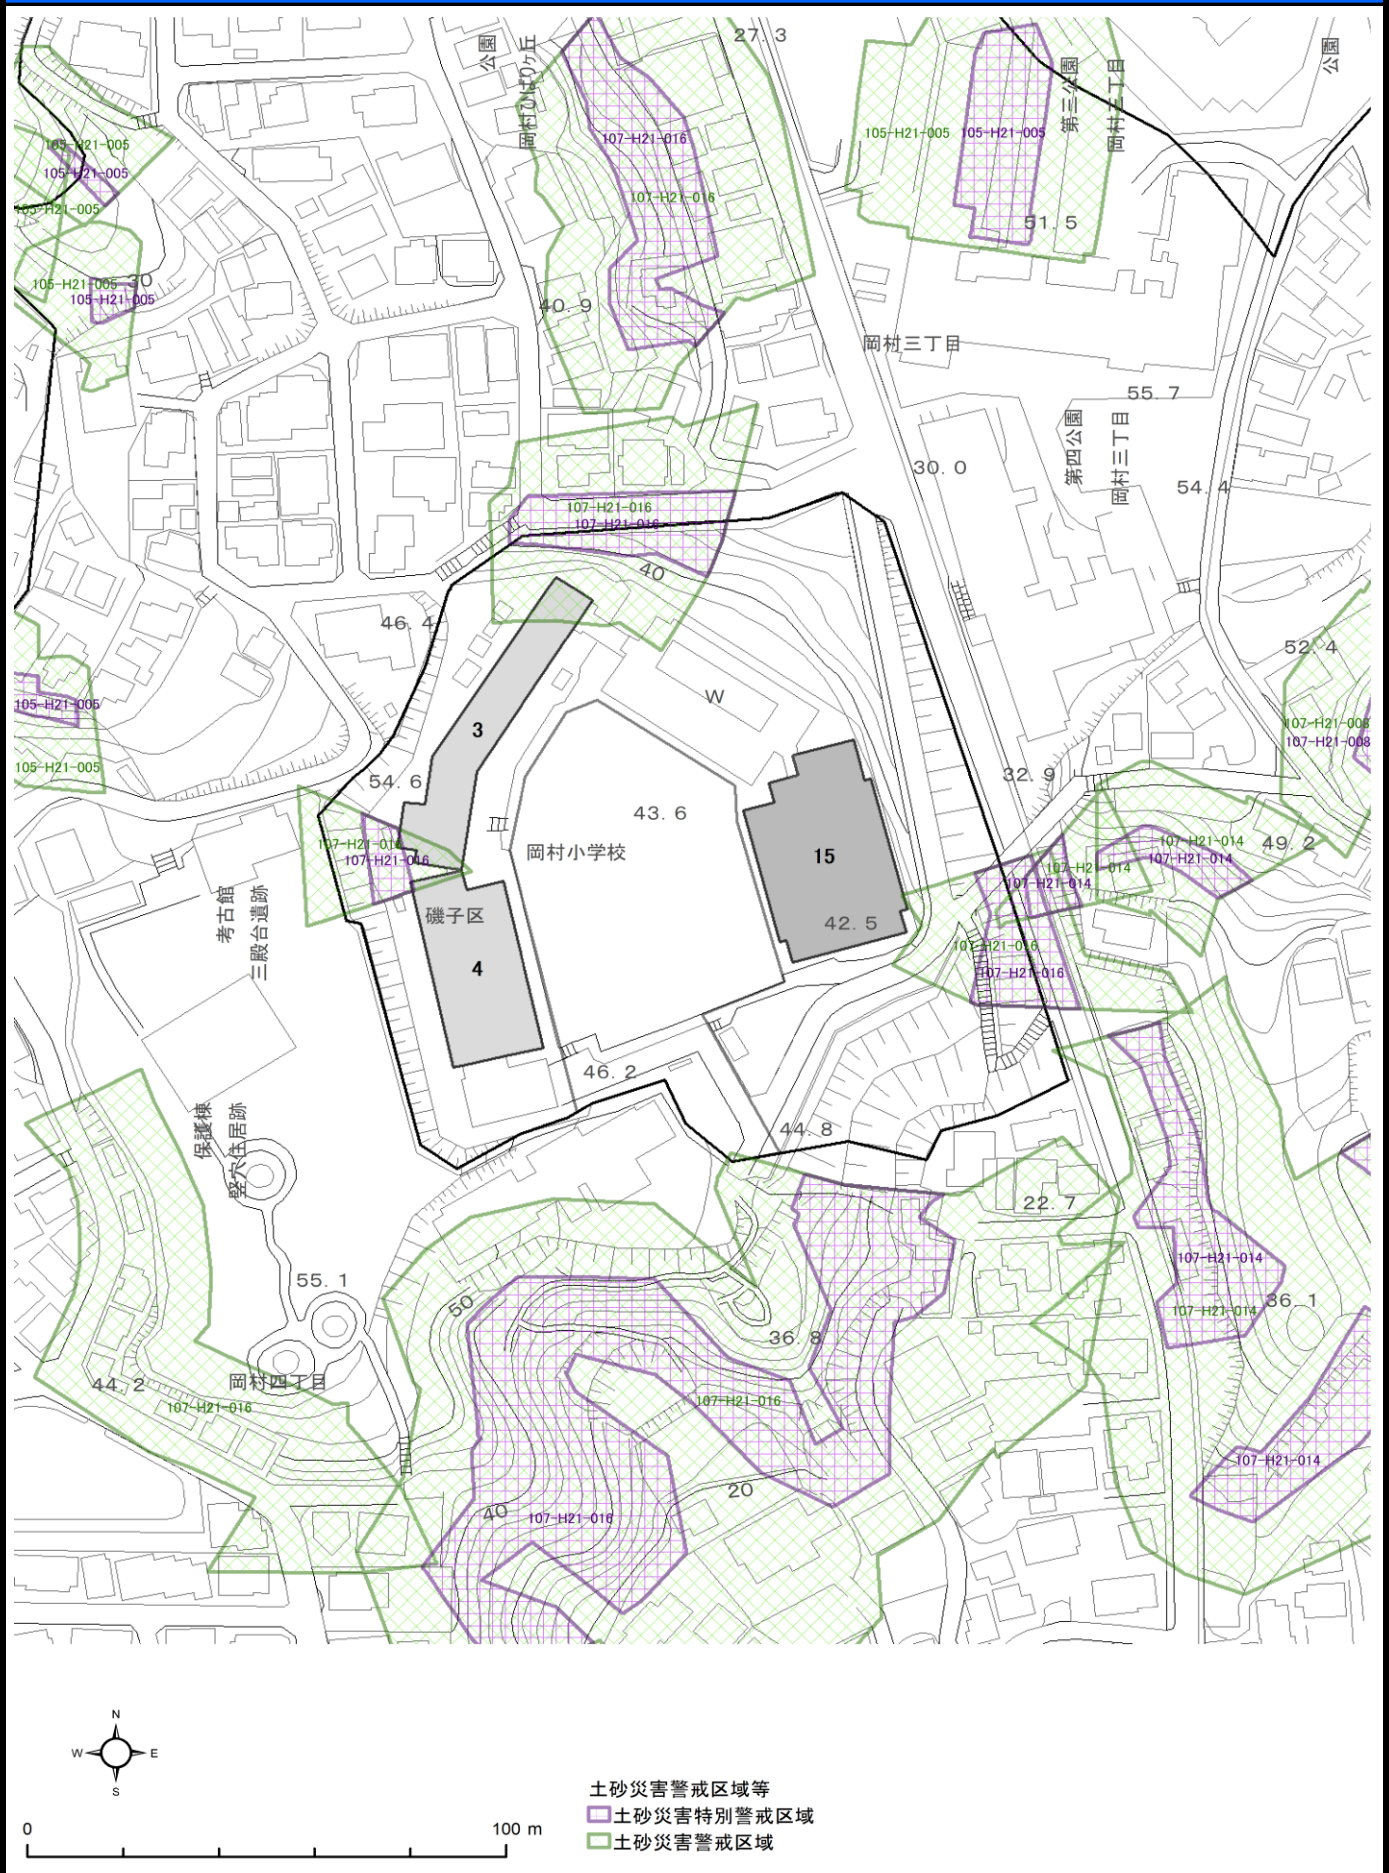 27.3
公園
岡村ひばりヶ丘
第三公園
岡村三丁目
公園
105-H21-005
105-H21-005
105-H21-005
105-H21-005
105-H21-005
107-H21-016
107-H21-016
51.5
105-H21-005
30
105-H21-005
40.9
岡村三丁目
55.7
第四公園
岡村三丁目
30.0
54.4
107-H21-016
107-H21-016
40
46.4
52.4
105-H21-005
105-H21-005
W
3
107-H21-008
107-H21-008
54.6
32.9
43.6
107-H21-016
107-H21-016
岡村小学校
15
107-H21-014
107-H21-014
49.2
107-H21-014
107-H21-014
考古館
三殿台遺跡
磯子区
42.5
107-H21-016
107-H21-016
4
46.2
44.8
保護棟
竪穴住居跡
22.7
55.1
50
36.8
107-H21-014
107-H21-014
36.1
44.2
岡村四丁目
107-H21-016
107-H21-016
107-H21-014
20
40
107-H21-016
N
W E
S
0 100 m
土砂災害警戒区域等
土砂災害特別警戒区域
土砂災害警戒区域